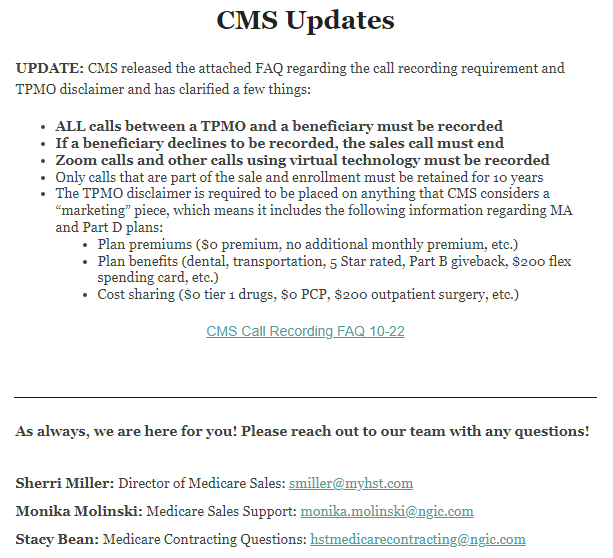 CMS Updates
UPDATE: CMS released the attached FAQ regarding the call recording requirement and
TPMO disclaimer and has clarified a few things:
• ALL calls between a TPMO and a beneficiary must be recorded
• If a beneficiary declines to be recorded, the sales call must end
• Zoom calls and other calls using virtual technology must be recorded
• Only calls that are part of the sale and enrollment must be retained for 10 years
• The TPMO disclaimer is required to be placed on anything that CMS considers a
“marketing” piece, which means it includes the following information regarding MA
and Part D plans:
• Plan premiums ($0 premium, no additional monthly premium, etc.)
• Plan benefits (dental, transportation, 5 Star rated, Part B giveback, $200 flex
spending card, etc.)
• Cost sharing ($0 tier 1 drugs, $0 PCP, $200 outpatient surgery, etc.)
CMS Call Recording FAQ 10-22
As always, we are here for you! Please reach out to our team with any questions!
Sherri Miller: Director of Medicare Sales: smiller@myhst.com
Monika Molinski: Medicare Sales Support: monika.molinski@ngic.com
Stacy Bean: Medicare Contracting Questions: hstmedicarecontracting@ngic.com